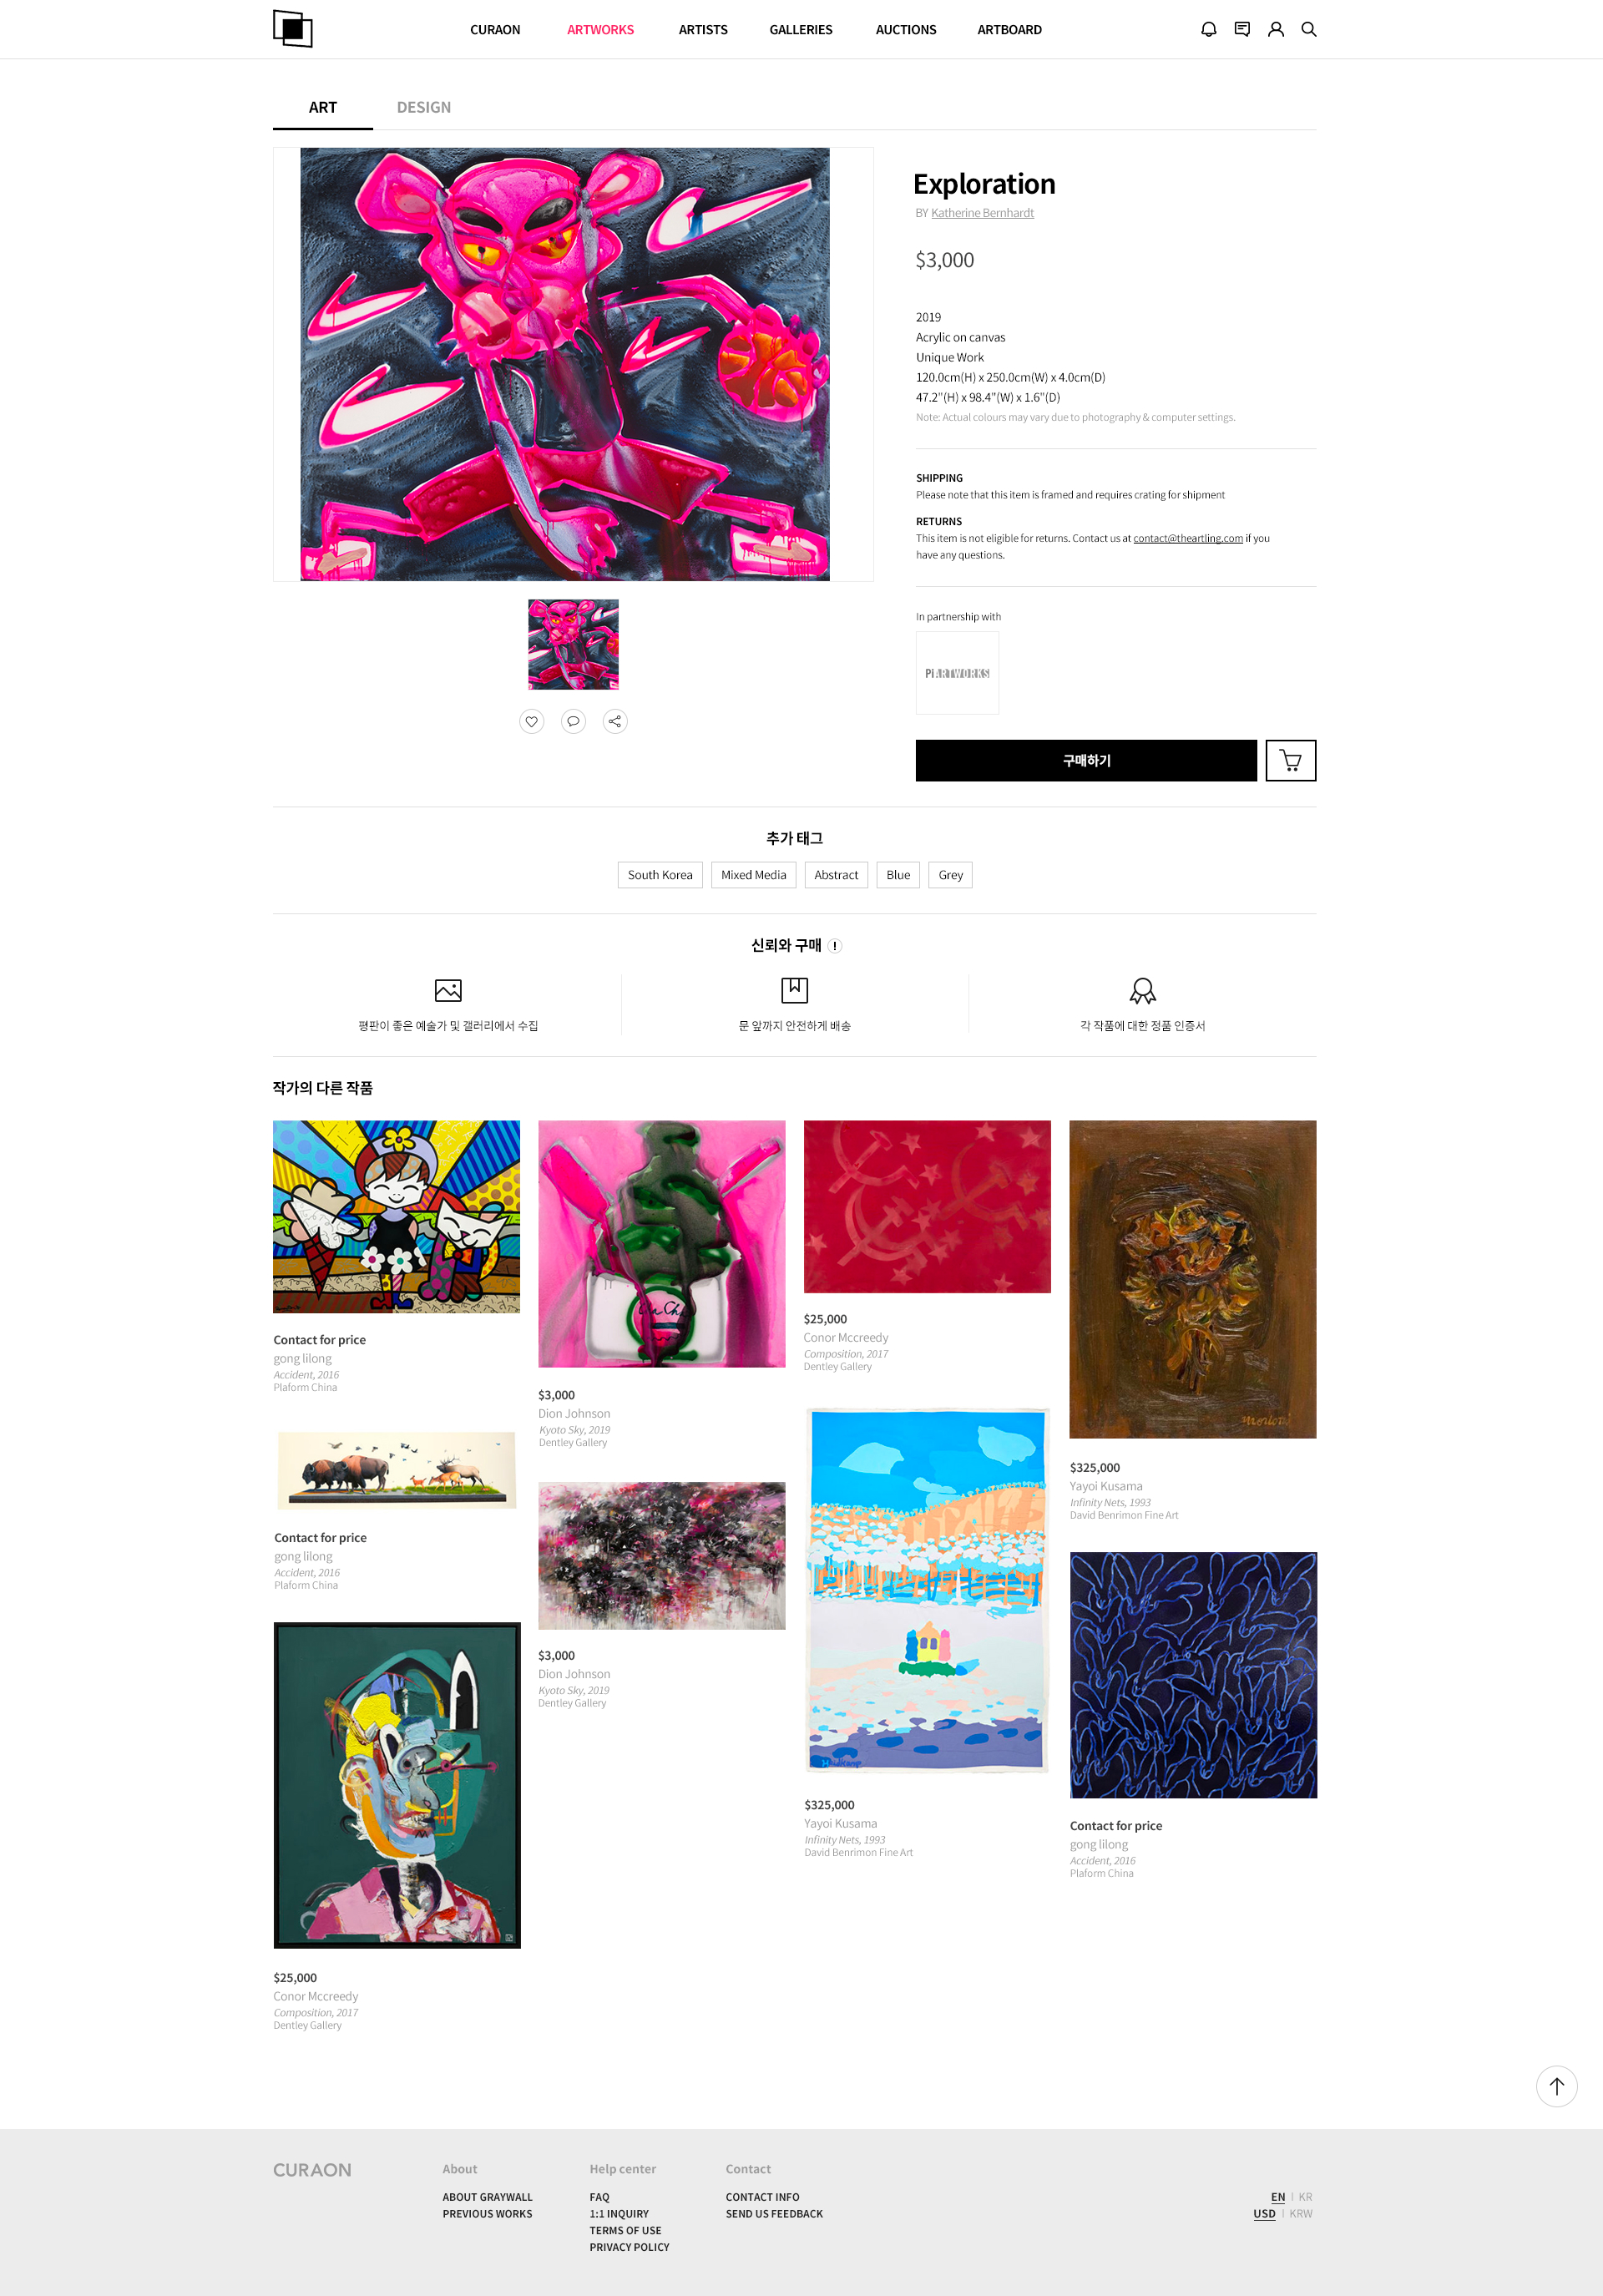 CURAON ARTWORKS ARTISTS GALLERIES AUCTIONS ARTBOARD
ART DESIGN
Exploration
BY Katherine Bernhardt
$3,000
2019
Acrylic on canvas
Unique Work
120.0cm(H) x 250.0cm(W) x 4.0cm(D)
47.2"(H) x 98.4"(W) x 1.6"(D)
Note: Actual colours may vary due to photography & computer settings.
SHIPPING
Please note that this item is framed and requires crating for shipment
RETURNS
This item is not eligible for returns. Contact us at contact@theartling.com if you
have any questions.
In partnership with
PiARTWORKS
구매하기
추가 태그
South Korea Mixed Media Abstract Blue Grey
신뢰와 구매 !
평판이 좋은 예술가 및 갤러리에서 수집
문 앞까지 안전하게 배송
각 작품에 대한 정품 인증서
작가의 다른 작품
Contact for price
gong lilong
Accident, 2016
Plaform China
$3,000
Dion Johnson
Kyoto Sky, 2019
Dentley Gallery
$25,000
Conor Mccreedy
Composition, 2017
Dentley Gallery
$325,000
Yayoi Kusama
Infinity Nets, 1993
David Benrimon Fine Art
Contact for price
gong lilong
Accident, 2016
Plaform China
$3,000
Dion Johnson
Kyoto Sky, 2019
Dentley Gallery
$325,000
Yayoi Kusama
Infinity Nets, 1993
David Benrimon Fine Art
Contact for price
gong lilong
Accident, 2016
Plaform China
$25,000
Conor Mccreedy
Composition, 2017
Dentley Gallery
CURAON
About
ABOUT GRAYWALL
PREVIOUS WORKS
Help center
FAQ
1:1 INQUIRY
TERMS OF USE
PRIVACY POLICY
Contact
CONTACT INFO
SEND US FEEDBACK
EN | KR
USD | KRW